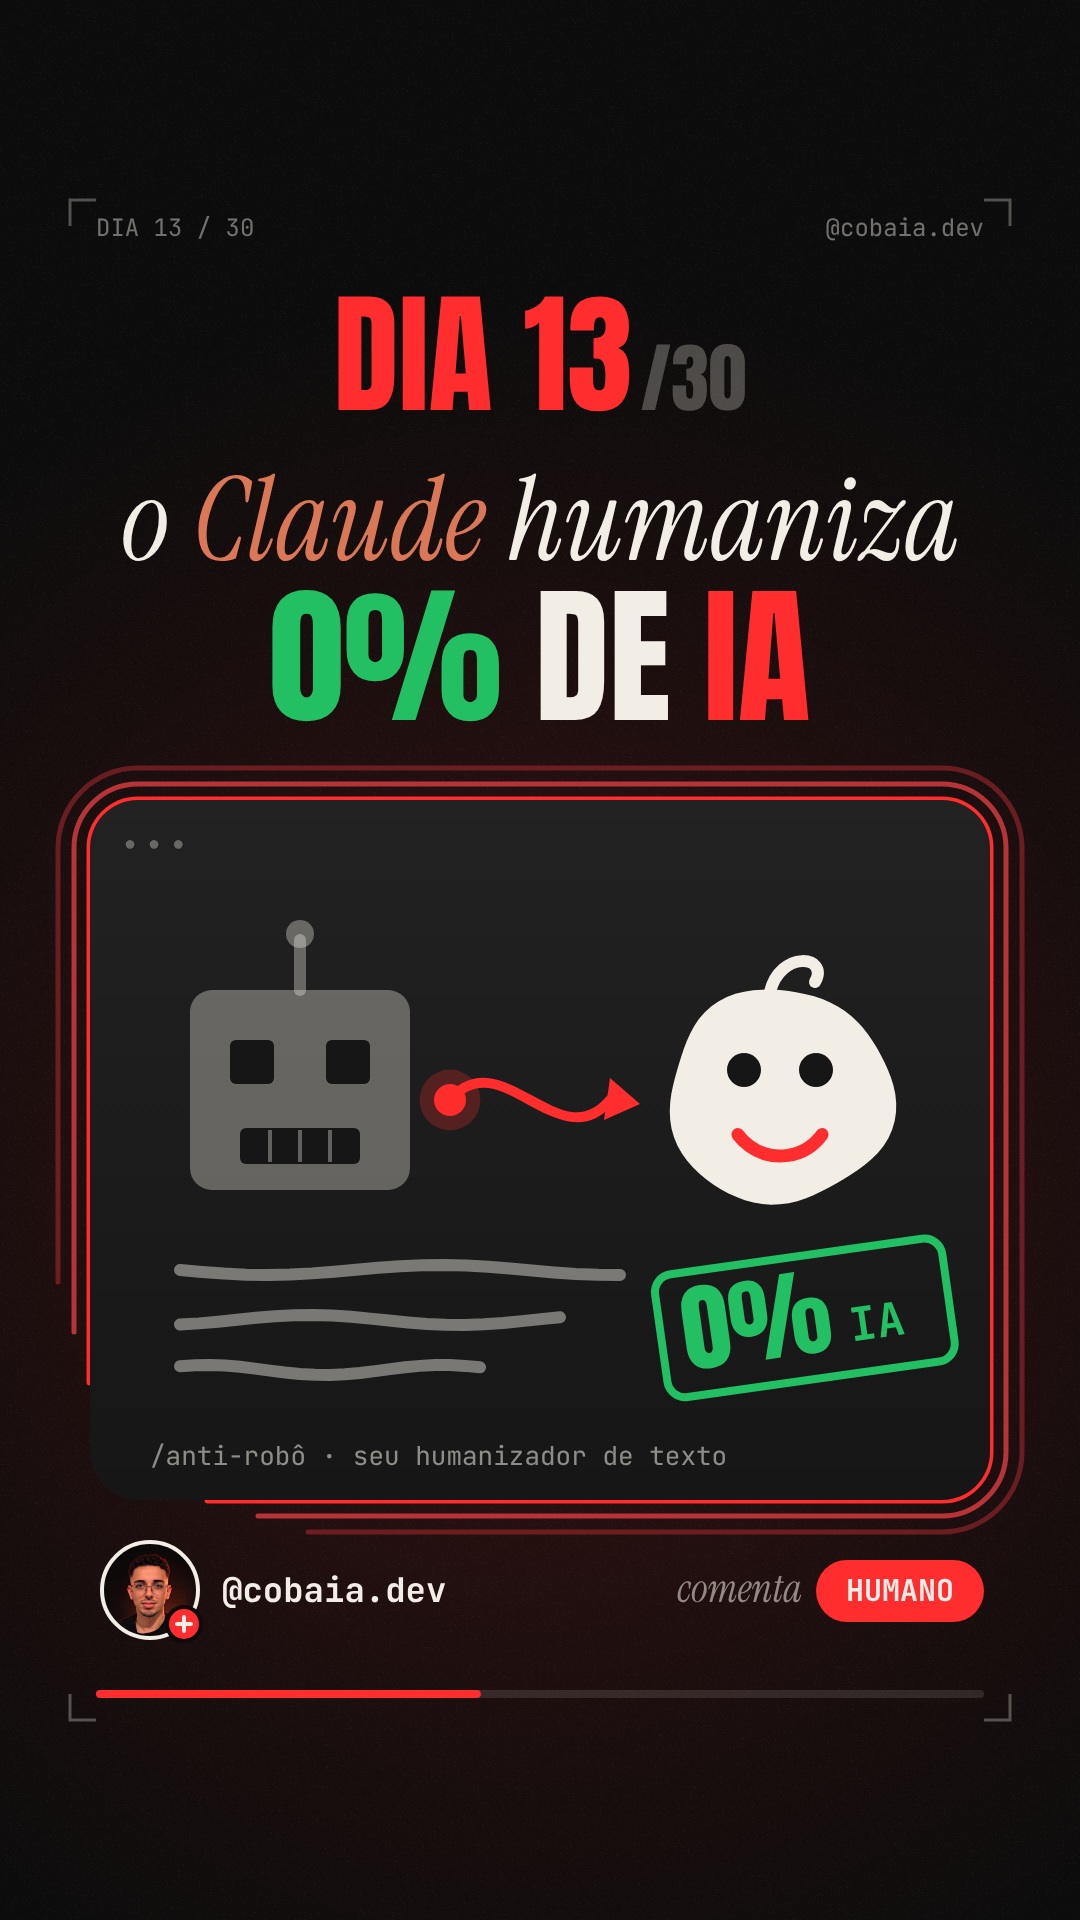 DIA 13 / 30
@cobaia.dev
DIA 13/30
o Claude humaniza
0% DE IA
0% IA
/anti-robô · seu humanizador de texto
@cobaia.dev
comenta HUMANO